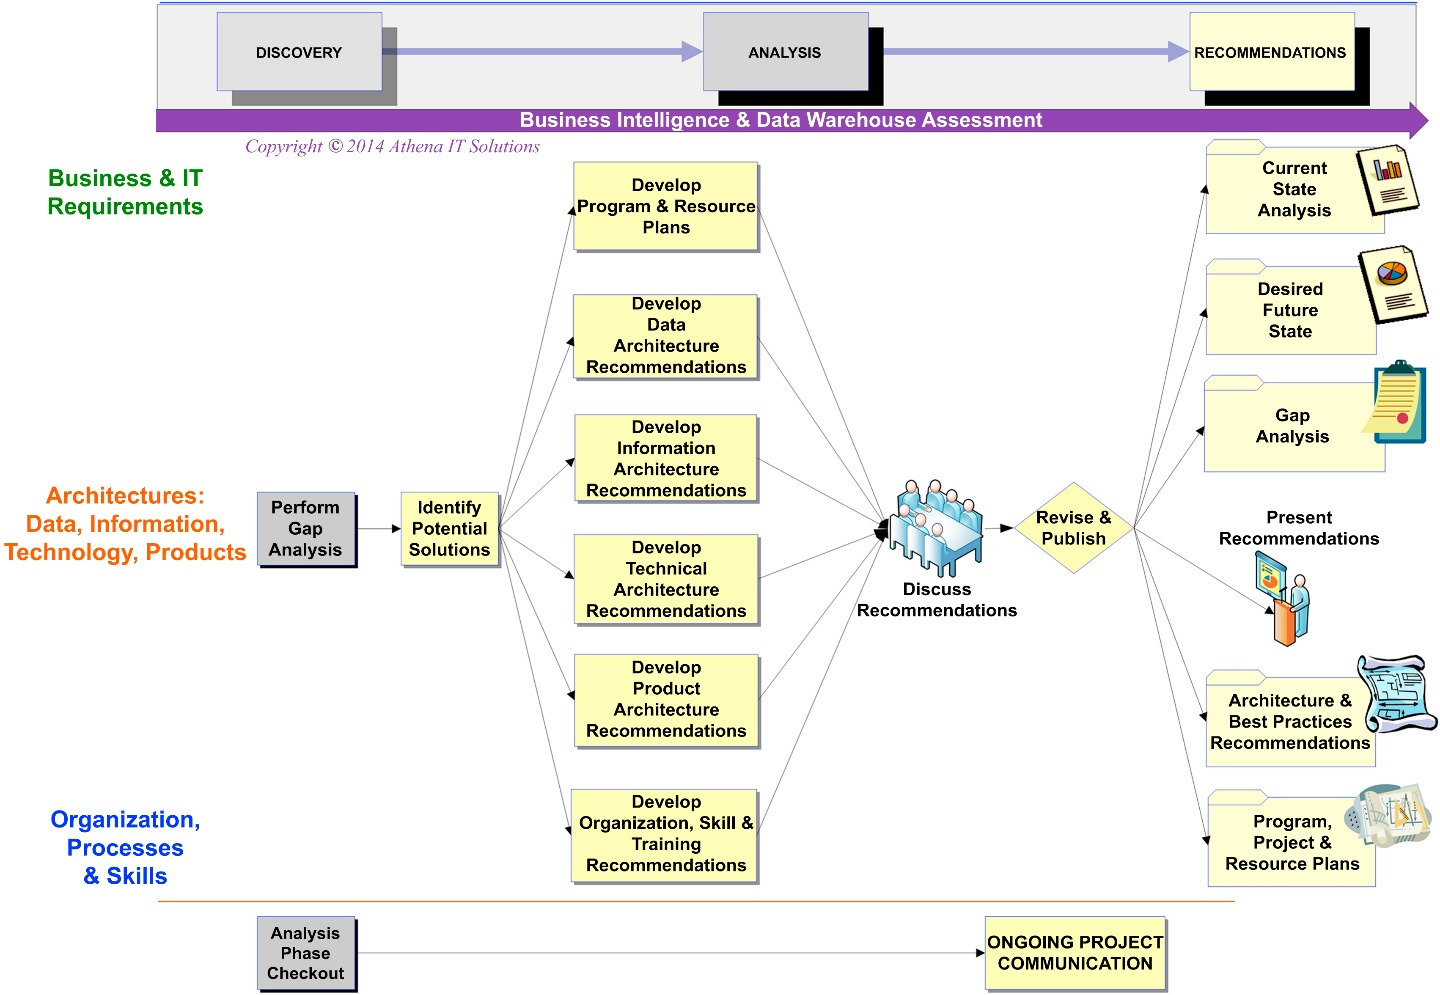 DISCOVERY
ANALYSIS
RECOMMENDATIONS
Business Intelligence & Data Warehouse Assessment
Copyright © 2014 Athena IT Solutions
Business & IT
Requirements
Architectures:
Data, Information,
Technology, Products
Organization,
Processes
& Skills
Perform
Gap
Analysis
Identify
Potential
Solutions
Develop
Program & Resource
Plans
Develop
Data
Architecture
Recommendations
Develop
Information
Architecture
Recommendations
Develop
Technical
Architecture
Recommendations
Develop
Product
Architecture
Recommendations
Develop
Organization, Skill &
Training
Recommendations
Discuss
Recommendations
Revise &
Publish
Current
State
Analysis
Desired
Future
State
Gap
Analysis
Present
Recommendations
Architecture &
Best Practices
Recommendations
Program,
Project &
Resource Plans
Analysis
Phase
Checkout
ONGOING PROJECT
COMMUNICATION